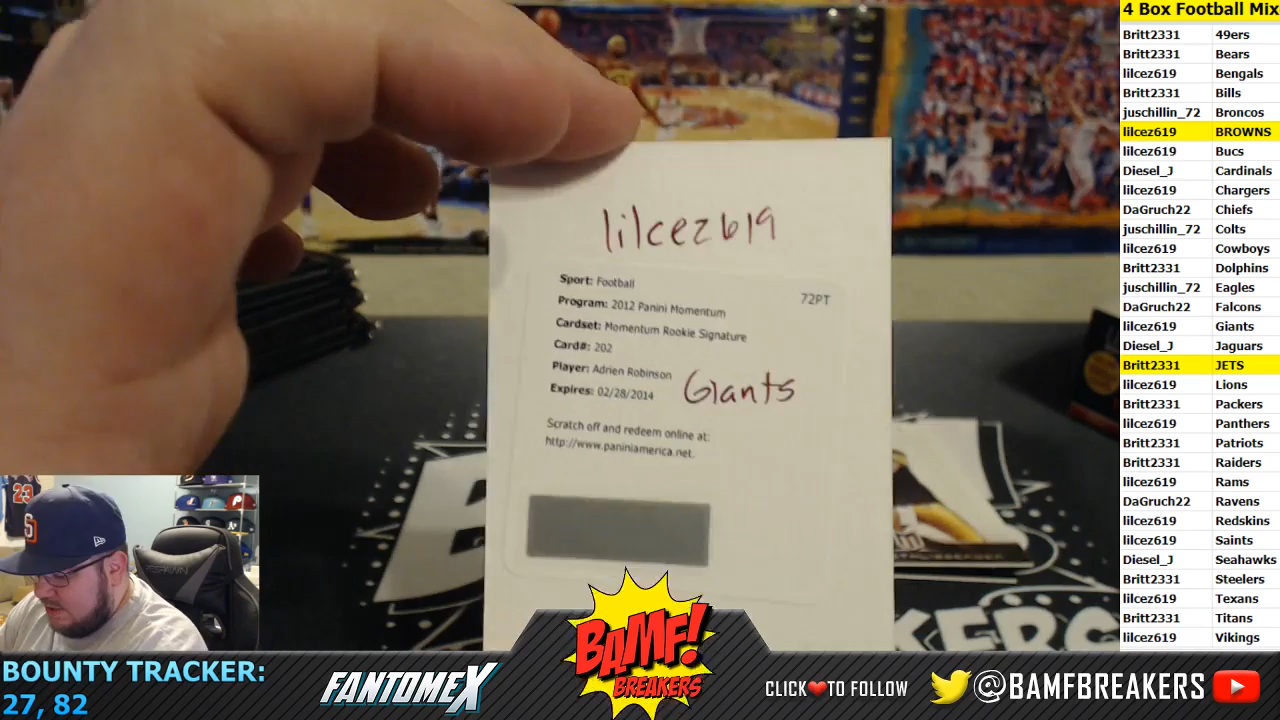 4 Box Football Mix
Britt2331 49ers
Britt2331 Bears
lilcez619 Bengals
Britt2331 Bills
juschillin_72 Broncos
lilcez619 BROWNS
lilcez619 Bucs
Diesel_J Cardinals
lilcez619 Chargers
DaGruch22 Chiefs
juschillin_72 Colts
lilcez619 Cowboys
Britt2331 Dolphins
juschillin_72 Eagles
DaGruch22 Falcons
lilcez619 Giants
Diesel_J Jaguars
Britt2331 JETS
lilcez619 Lions
Britt2331 Packers
lilcez619 Panthers
Britt2331 Patriots
Britt2331 Raiders
lilcez619 Rams
DaGruch22 Ravens
lilcez619 Redskins
lilcez619 Saints
Diesel_J Seahawks
Britt2331 Steelers
lilcez619 Texans
Britt2331 Titans
lilcez619 Vikings
lilcez619
Sport: Football
72PT
Program: 2012 Panini Momentum
Cardset: Momentum Rookie Signature
Card#: 202
Player: Adrien Robinson
Expires: 02/28/2014
Giants
Scratch off and redeem online at:
http://www.paniniamerica.net.
23
S
RESPAWN
BOUNTY TRACKER:
27, 82
FANTOMEX
BAMF!
BREAKERS
CLICK TO FOLLOW
@BAMFBREAKERS